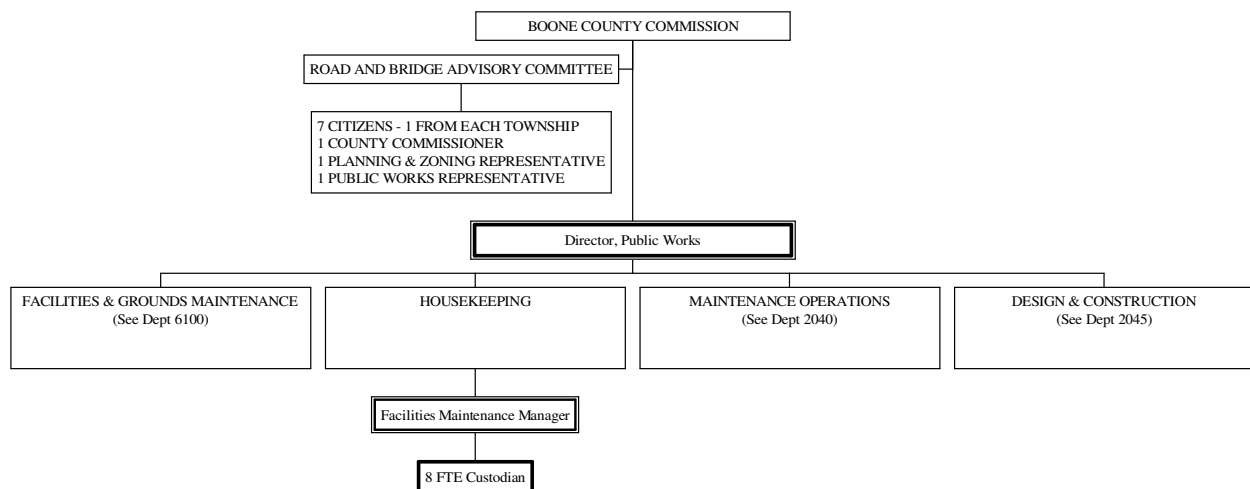 BOONE COUNTY COMMISSION
ROAD AND BRIDGE ADVISORY COMMITTEE
7 CITIZENS - 1 FROM EACH TOWNSHIP
1 COUNTY COMMISSIONER
1 PLANNING & ZONING REPRESENTATIVE
1 PUBLIC WORKS REPRESENTATIVE
Director, Public Works
FACILITIES & GROUNDS MAINTENANCE
(See Dept 6100)
HOUSEKEEPING
MAINTENANCE OPERATIONS
(See Dept 2040)
DESIGN & CONSTRUCTION
(See Dept 2045)
Facilities Maintenance Manager
8 FTE Custodian